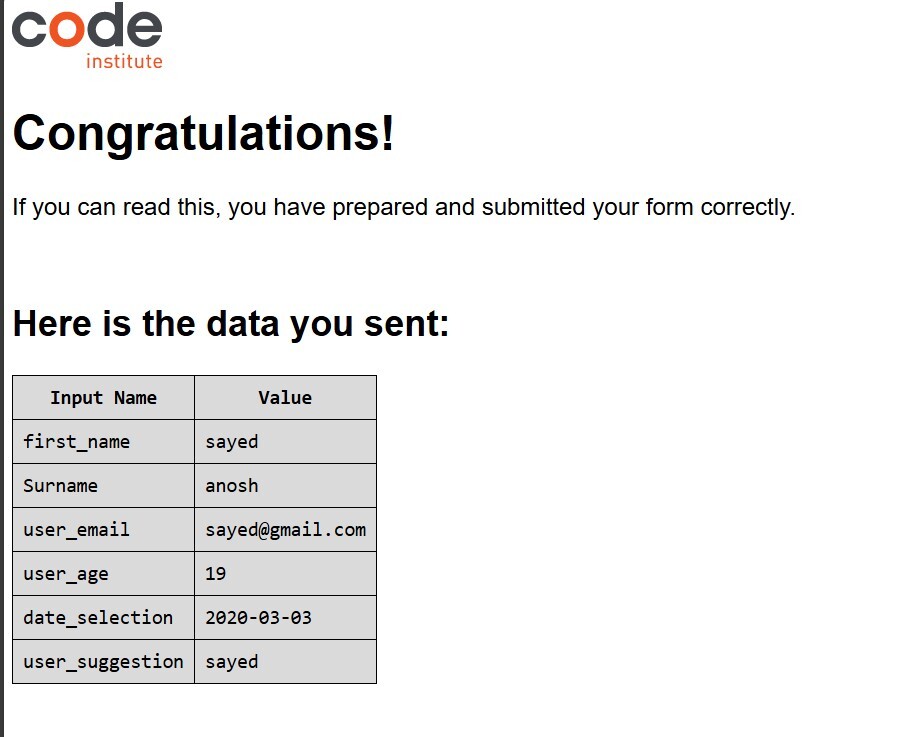 code
institute
Congratulations!
If you can read this, you have prepared and submitted your form correctly.
Here is the data you sent:
Input Name Value
first_name sayed
Surname anosh
user_email sayed@gmail.com
user_age 19
date_selection 2020-03-03
user_suggestion sayed